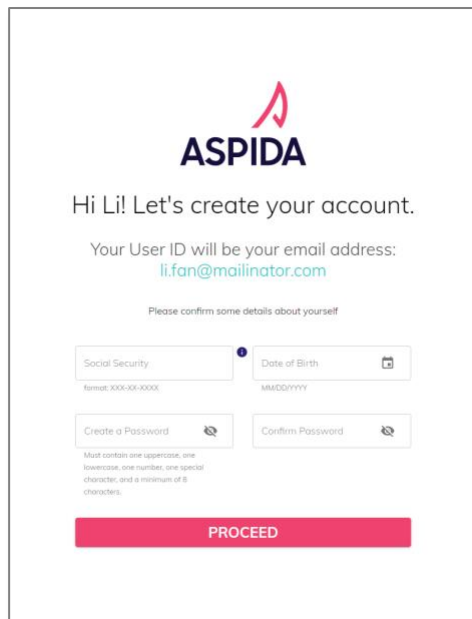 ASPIDA
Hi Li! Let's create your account.
Your User ID will be your email address:
li.fan@mailinator.com
Please confirm some details about yourself
Social Security
Date of Birth
format: XXX-XX-XXXX
MM/DD/YYYY
Create a Password
Confirm Password
Must contain one uppercase, one
lowercase, one number, one special
character, and a minimum of 8
characters.
PROCEED